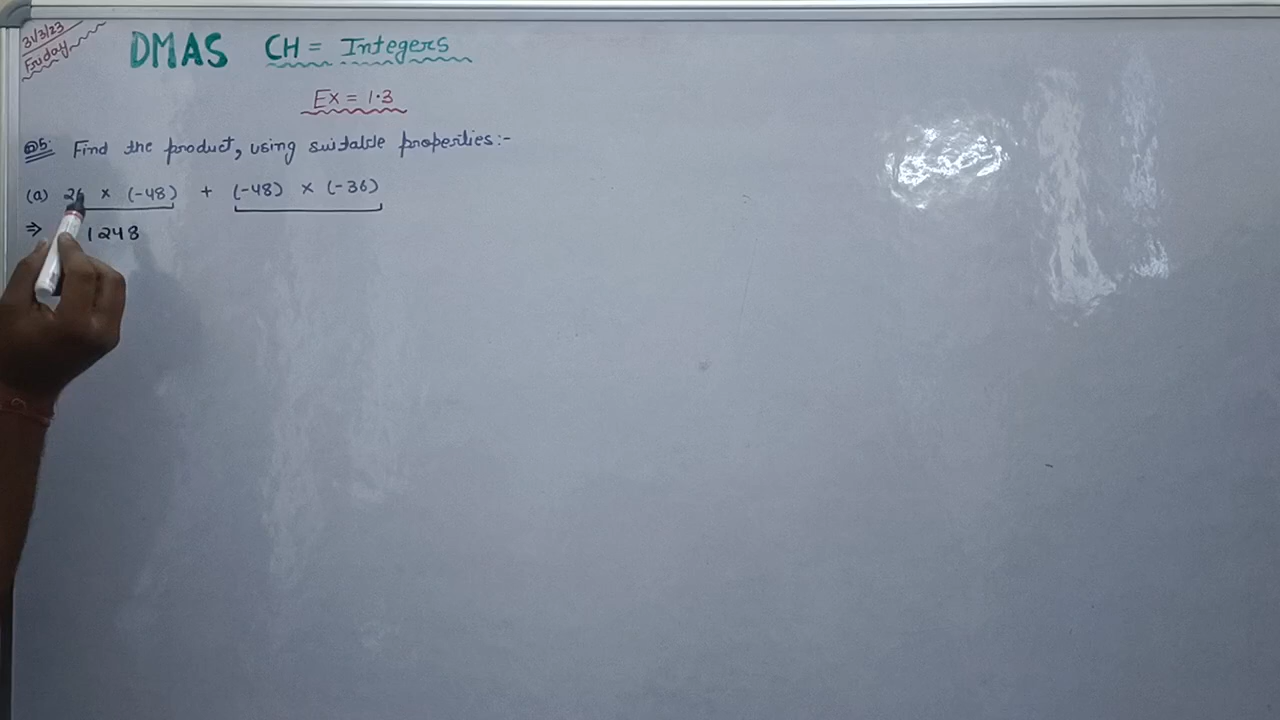 31/3/23
Friday
DMAS CH = Integers
Ex = 1.3
Q5. Find the product, using suitable properties:-
(a) 26 × (-48) + (-48) × (-36)
⇒ 1248